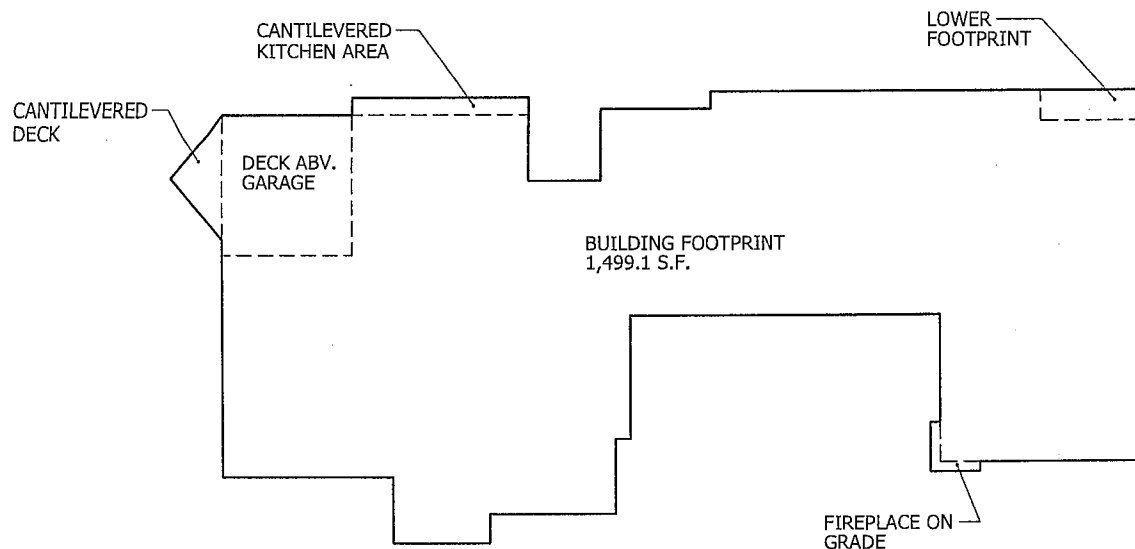 CANTILEVERED
KITCHEN AREA
LOWER
FOOTPRINT
CANTILEVERED
DECK
DECK ABV.
GARAGE
BUILDING FOOTPRINT
1,499.1 S.F.
FIREPLACE ON
GRADE